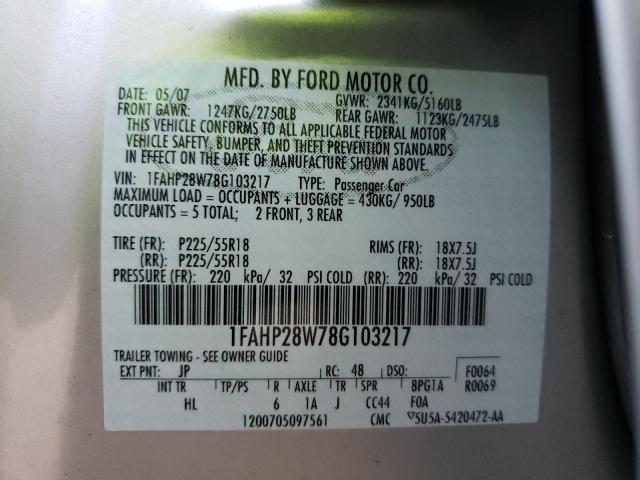 MFD. BY FORD MOTOR CO.
DATE: 05/07 GVWR: 2341KG/5160LB
FRONT GAWR: 1247KG/2750LB REAR GAWR: 1123KG/2475LB
THIS VEHICLE CONFORMS TO ALL APPLICABLE FEDERAL MOTOR
VEHICLE SAFETY, BUMPER, AND THEFT PREVENTION STANDARDS
IN EFFECT ON THE DATE OF MANUFACTURE SHOWN ABOVE.
VIN: 1FAHP28W78G103217 TYPE: Passenger Car
MAXIMUM LOAD = OCCUPANTS + LUGGAGE = 430KG/ 950LB
OCCUPANTS = 5 TOTAL; 2 FRONT, 3 REAR
TIRE (FR): P225/55R18 RIMS (FR): 18X7.5J
(RR): P225/55R18 (RR): 18X7.5J
PRESSURE (FR): 220 kPa/ 32 PSI COLD (RR): 220 kPa/ 32 PSI COLD
1FAHP28W78G103217
TRAILER TOWING - SEE OWNER GUIDE
EXT PNT: JP RC: 48 DSO: F0064
INT TR TP/PS R AXLE TR SPR 8PG1A R0069
HL 6 1A J CC44 F0A
1200705097561 CMC 5U5A-5420472-AA